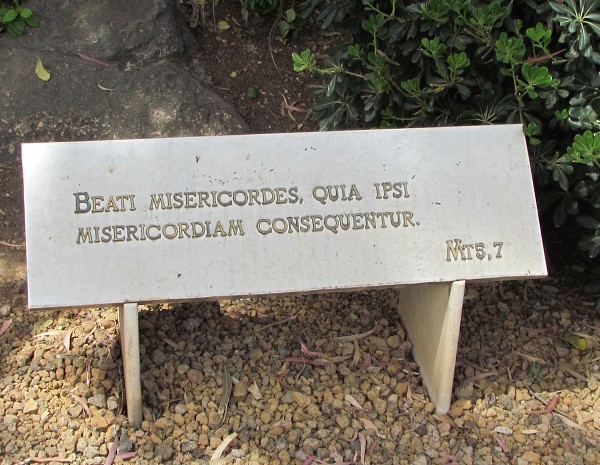 BEATI MISERICORDES, QUIA IPSI
MISERICORDIAM CONSEQUENTUR.
MT5,7